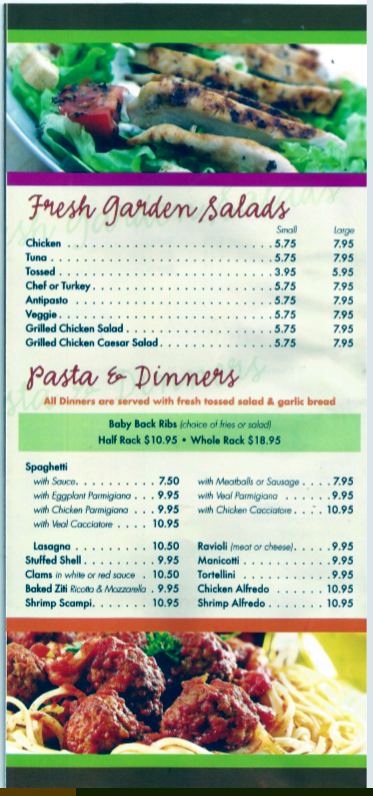 Fresh Garden Salads
Small Large
Chicken . . . . . . . . . . . . . . . . . . . . . . . . . . 5.75 7.95
Tuna . . . . . . . . . . . . . . . . . . . . . . . . . . . . 5.75 7.95
Tossed . . . . . . . . . . . . . . . . . . . . . . . . . . . 3.95 5.95
Chef or Turkey . . . . . . . . . . . . . . . . . . . . . . 5.75 7.95
Antipasto . . . . . . . . . . . . . . . . . . . . . . . . . 5.75 7.95
Veggie . . . . . . . . . . . . . . . . . . . . . . . . . . . 5.75 7.95
Grilled Chicken Salad . . . . . . . . . . . . . . . . . . 5.75 7.95
Grilled Chicken Caesar Salad . . . . . . . . . . . . . 5.75 7.95
Pasta & Dinners
All Dinners are served with fresh tossed salad & garlic bread
Baby Back Ribs (choice of fries or salad)
Half Rack $10.95 • Whole Rack $18.95
Spaghetti
with Sauce . . . . . . . . . . . 7.50 with Meatballs or Sausage . . . . 7.95
with Eggplant Parmigiana . . . 9.95 with Veal Parmigiana . . . . . . . 9.95
with Chicken Parmigiana . . . 9.95 with Chicken Cacciatore . . . . 10.95
with Veal Cacciatore . . . . 10.95
Lasagna . . . . . . . . . . . 10.50 Ravioli (meat or cheese) . . . . . 9.95
Stuffed Shell . . . . . . . . . . 9.95 Manicotti . . . . . . . . . . . . . 9.95
Clams in white or red sauce . 10.50 Tortellini . . . . . . . . . . . . . 9.95
Baked Ziti Ricotta & Mozzarella . 9.95 Chicken Alfredo . . . . . . . . 10.95
Shrimp Scampi . . . . . . . . . 10.95 Shrimp Alfredo . . . . . . . . 10.95